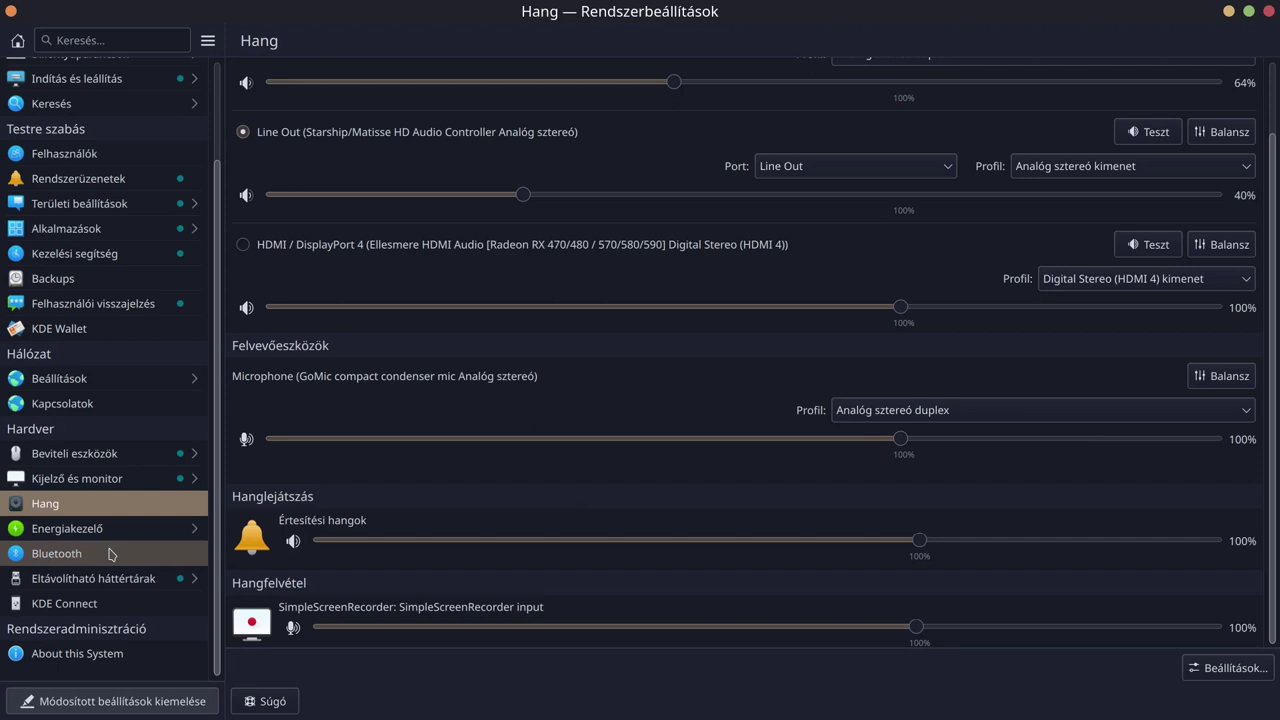 Hang — Rendszerbeállítások
Keresés...
Hang
Indítás és leállítás
Keresés
Testre szabás
Felhasználók
Rendszerüzenetek
Területi beállítások
Alkalmazások
Kezelési segítség
Backups
Felhasználói visszajelzés
KDE Wallet
Hálózat
Beállítások
Kapcsolatok
Hardver
Beviteli eszközök
Kijelző és monitor
Hang
Energiakezelő
Bluetooth
Eltávolítható háttértárak
KDE Connect
Rendszeradminisztráció
About this System
Módosított beállítások kiemelése
64%
100%
Line Out (Starship/Matisse HD Audio Controller Analóg sztereó)
Teszt
Balansz
Port: Line Out
Profil: Analóg sztereó kimenet
40%
100%
HDMI / DisplayPort 4 (Ellesmere HDMI Audio [Radeon RX 470/480 / 570/580/590] Digital Stereo (HDMI 4))
Teszt
Balansz
Profil: Digital Stereo (HDMI 4) kimenet
100%
100%
Felvevőeszközök
Microphone (GoMic compact condenser mic Analóg sztereó)
Balansz
Profil: Analóg sztereó duplex
100%
100%
Hanglejátszás
Értesítési hangok
100%
100%
Hangfelvétel
SimpleScreenRecorder: SimpleScreenRecorder input
100%
100%
Beállítások...
Súgó